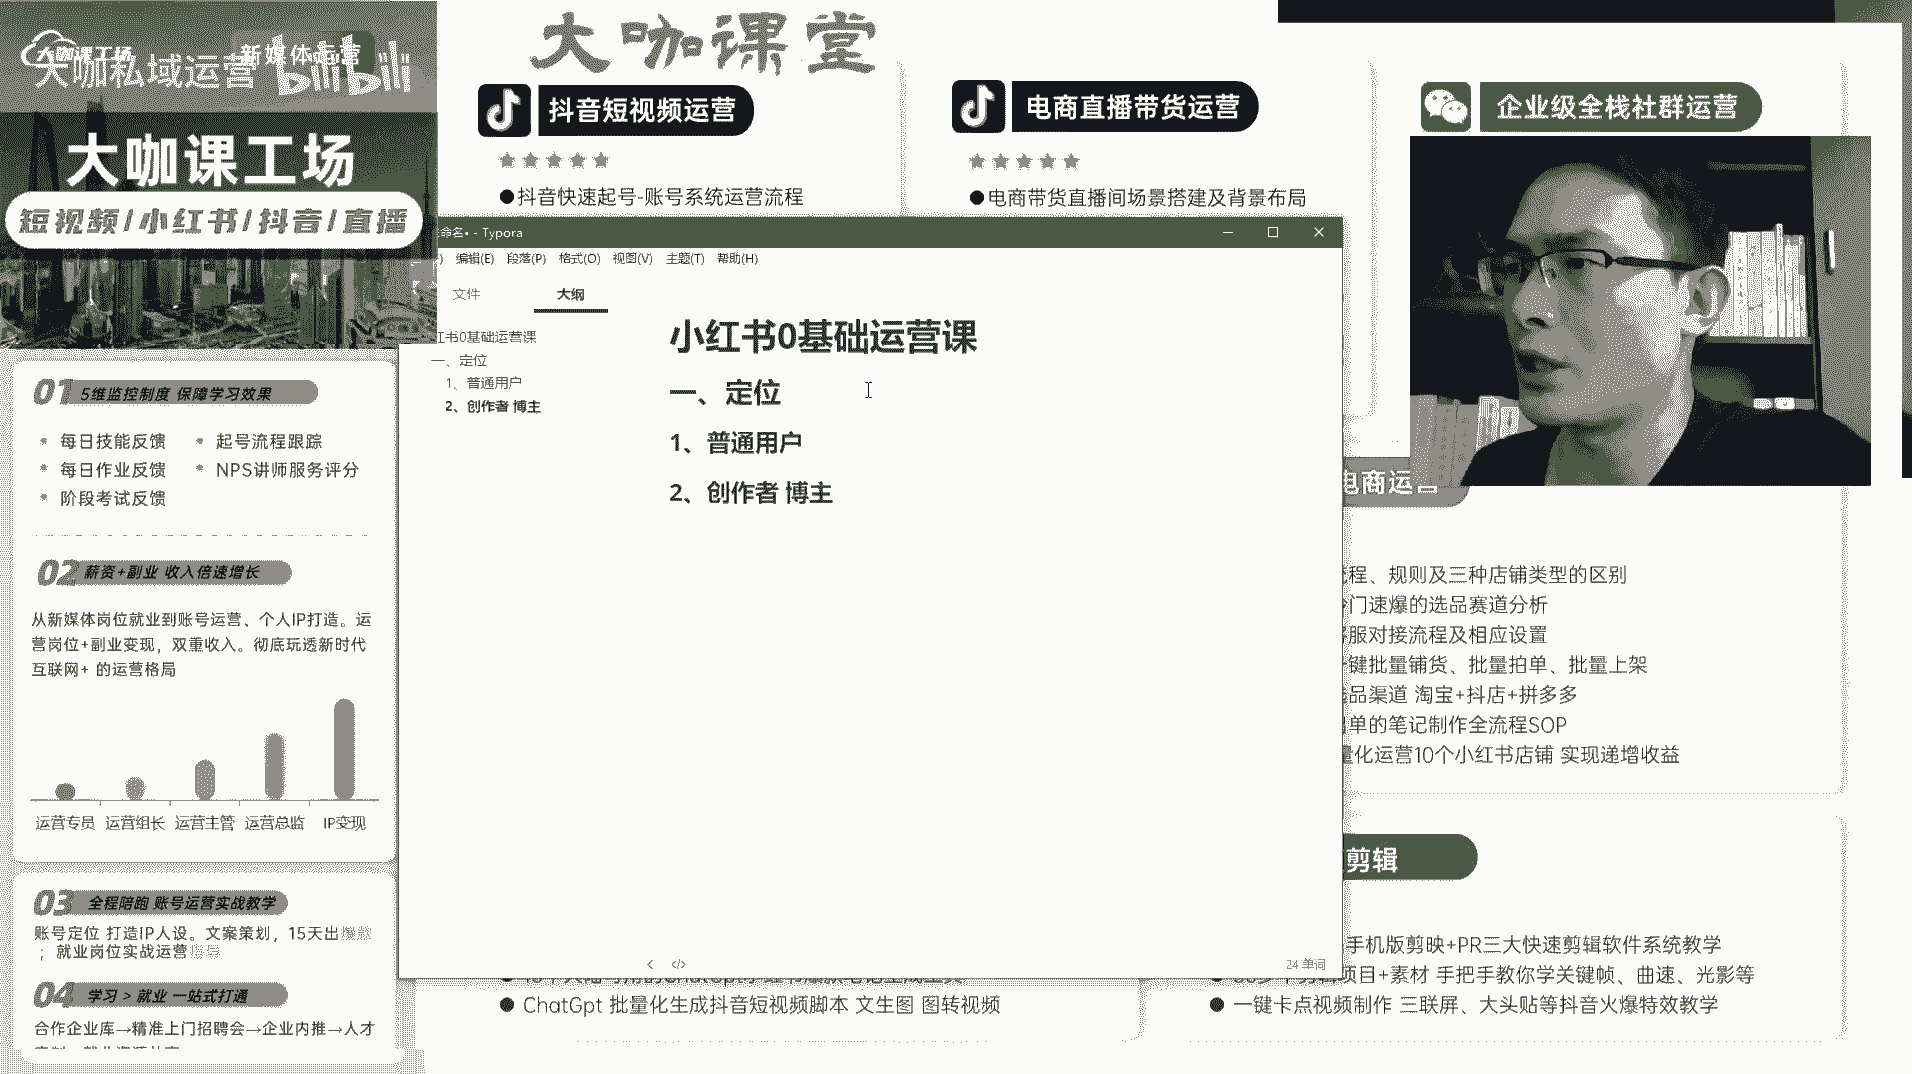 大咖课工场
新媒体运营
大咖私域运营 bilibili
大咖课工场
短视频/小红书/抖音/直播
01 5维监控制度 保障学习效果
每日技能反馈
起号流程跟踪
每日作业反馈
NPS讲师服务评分
阶段考试反馈
02 薪资+副业 收入倍速增长
从新媒体岗位就业到账号运营、个人IP打造。运
营岗位+副业变现，双重收入。彻底玩透新时代
互联网+ 的运营格局
运营专员 运营组长 运营主管 运营总监 IP变现
03 全程陪跑 账号运营实战教学
账号定位 打造IP人设。文案策划，15天出爆款
；就业岗位实战运营
04 学习 > 就业 一站式打通
合作企业库→精准上门招聘会→企业内推→人才
大咖课堂
抖音短视频运营
●抖音快速起号-账号系统运营流程
电商直播带货运营
●电商带货直播间场景搭建及背景布局
企业级全栈社群运营
命名• - Typora
编辑(E) 段落(P) 格式(O) 视图(V) 主题(T) 帮助(H)
文件 大纲
红书0基础运营课
一、定位
1、普通用户
2、创作者 博主
小红书0基础运营课
一、定位
1、普通用户
2、创作者 博主
24 单词
电商运营
流程、规则及三种店铺类型的区别
冷门速爆的选品赛道分析
客服对接流程及相应设置
一键批量铺货、批量拍单、批量上架
选品渠道 淘宝+抖店+拼多多
出单的笔记制作全流程SOP
量化运营10个小红书店铺 实现递增收益
剪辑
手机版剪映+PR三大快速剪辑软件系统教学
项目+素材 手把手教你学关键帧、曲速、光影等
● 一键卡点视频制作 三联屏、大头贴等抖音火爆特效教学
● ChatGpt 批量化生成抖音短视频脚本 文生图 图转视频